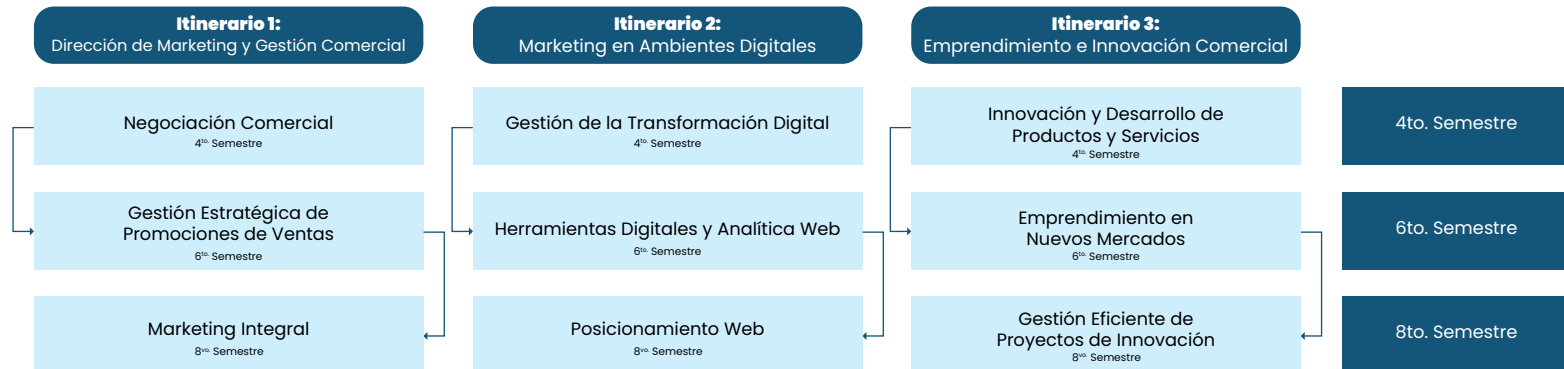 Itinerario 1:
Dirección de Marketing y Gestión Comercial
Itinerario 2:
Marketing en Ambientes Digitales
Itinerario 3:
Emprendimiento e Innovación Comercial
Negociación Comercial
4to. Semestre
Gestión de la Transformación Digital
4to. Semestre
Innovación y Desarrollo de
Productos y Servicios
4to. Semestre
4to. Semestre
Gestión Estratégica de
Promociones de Ventas
6to. Semestre
Herramientas Digitales y Analítica Web
6to. Semestre
Emprendimiento en
Nuevos Mercados
6to. Semestre
6to. Semestre
Marketing Integral
8vo. Semestre
Posicionamiento Web
8vo. Semestre
Gestión Eficiente de
Proyectos de Innovación
8vo. Semestre
8to. Semestre